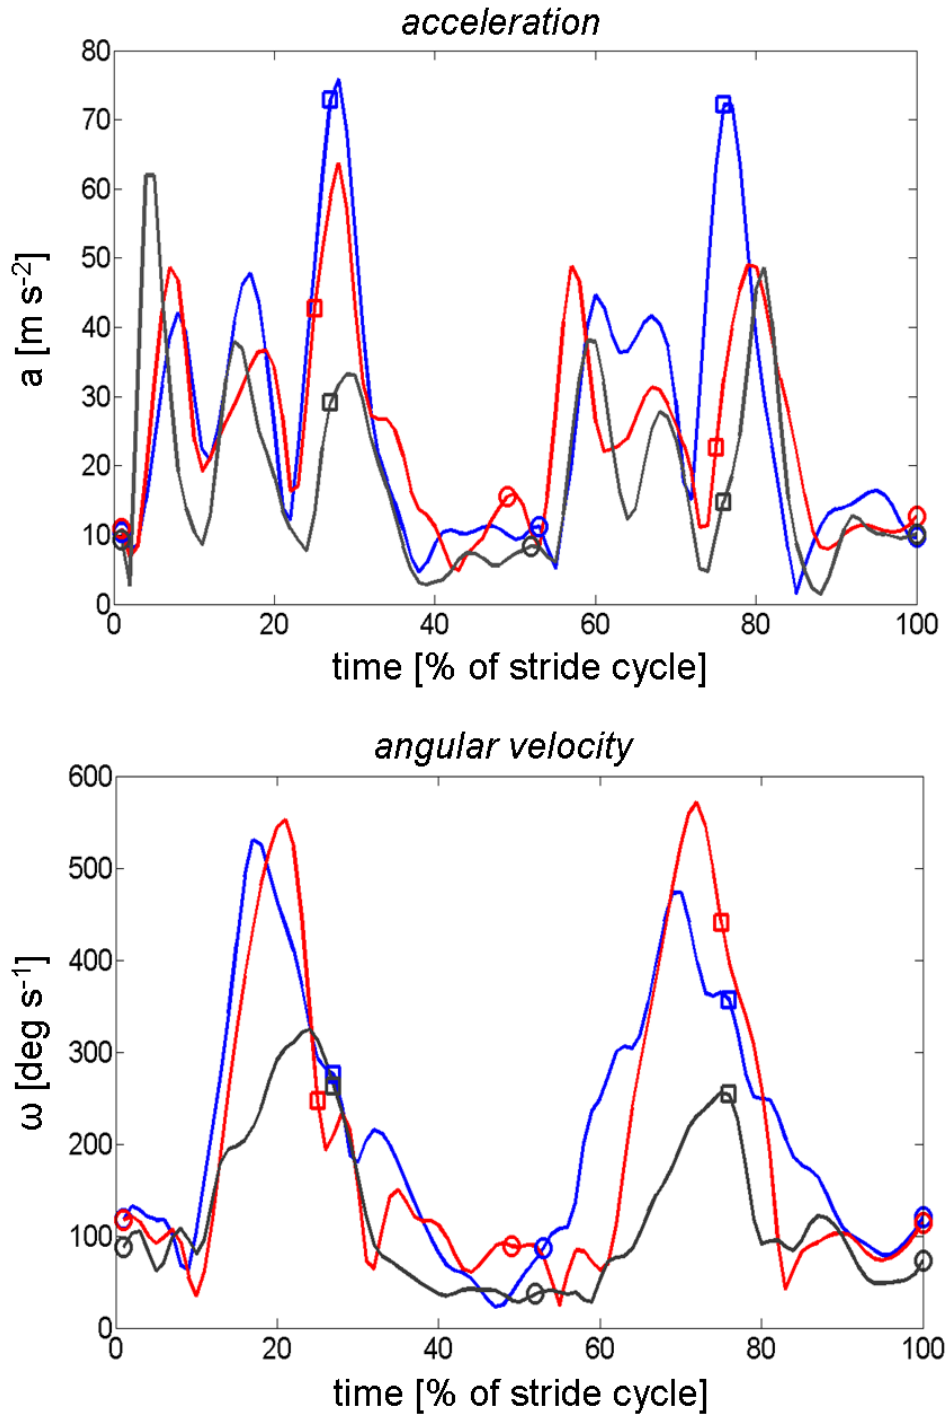 acceleration
80
70
60
50
40
30
20
10
0
a [m s-2]
0 20 40 60 80 100
time [% of stride cycle]
angular velocity
600
500
400
300
200
100
0
ω [deg s-1]
0 20 40 60 80 100
time [% of stride cycle]